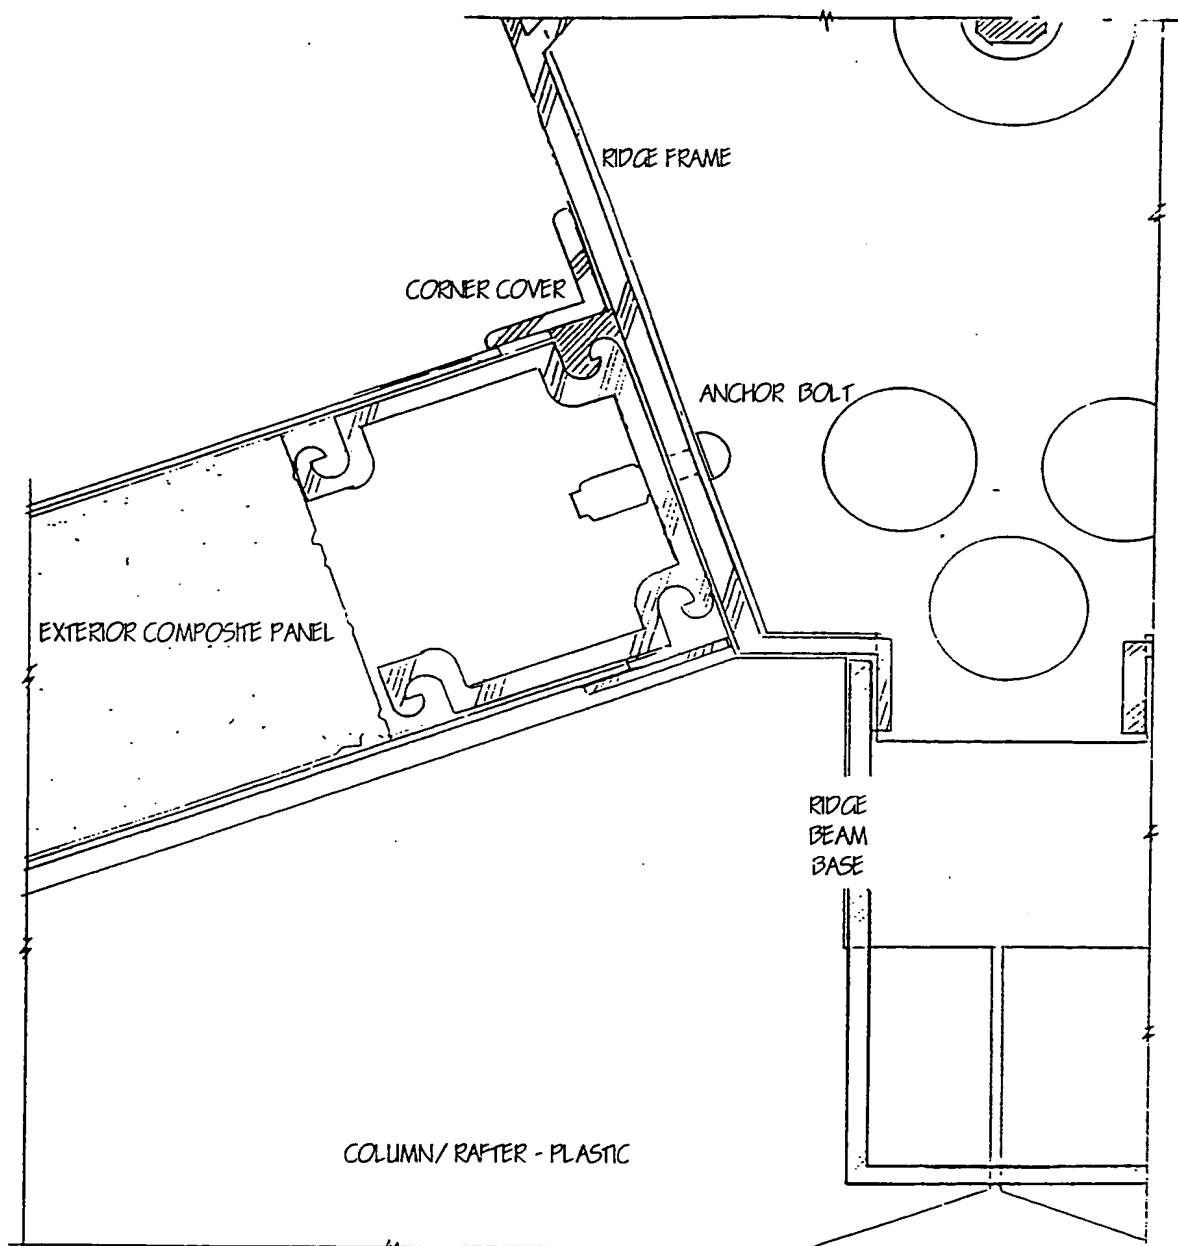 RIDGE FRAME
CORNER COVER
ANCHOR BOLT
EXTERIOR COMPOSITE PANEL
RIDGE
BEAM
BASE
COLUMN/RAFTER - PLASTIC